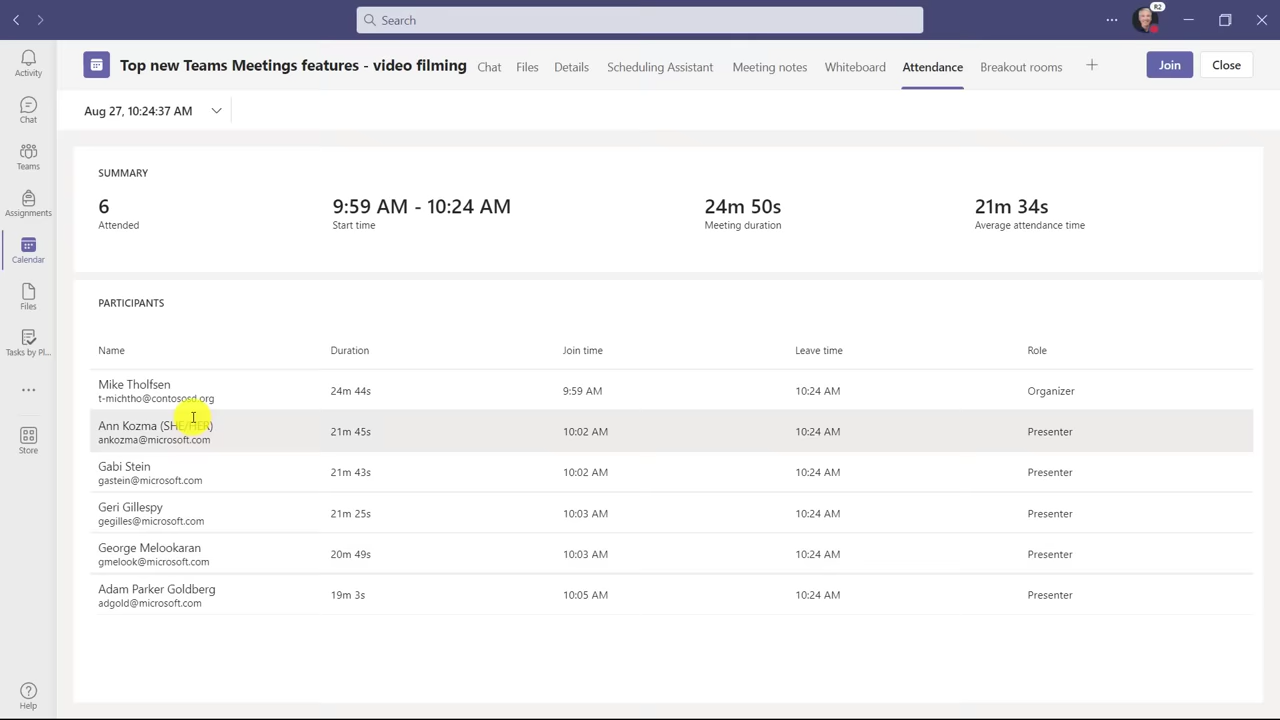 Search
R2
Top new Teams Meetings features - video filming
Chat
Files
Details
Scheduling Assistant
Meeting notes
Whiteboard
Attendance
Breakout rooms
Join
Close
Activity
Chat
Teams
Assignments
Calendar
Files
Tasks by Pl...
Store
Help
Aug 27, 10:24:37 AM
SUMMARY
6
Attended
9:59 AM - 10:24 AM
Start time
24m 50s
Meeting duration
21m 34s
Average attendance time
PARTICIPANTS
Name Duration Join time Leave time Role
Mike Tholfsen
t-michtho@contososd.org
24m 44s 9:59 AM 10:24 AM Organizer
Ann Kozma (SHE/HER)
ankozma@microsoft.com
21m 45s 10:02 AM 10:24 AM Presenter
Gabi Stein
gastein@microsoft.com
21m 43s 10:02 AM 10:24 AM Presenter
Geri Gillespy
gegilles@microsoft.com
21m 25s 10:03 AM 10:24 AM Presenter
George Melookaran
gmelook@microsoft.com
20m 49s 10:03 AM 10:24 AM Presenter
Adam Parker Goldberg
adgold@microsoft.com
19m 3s 10:05 AM 10:24 AM Presenter